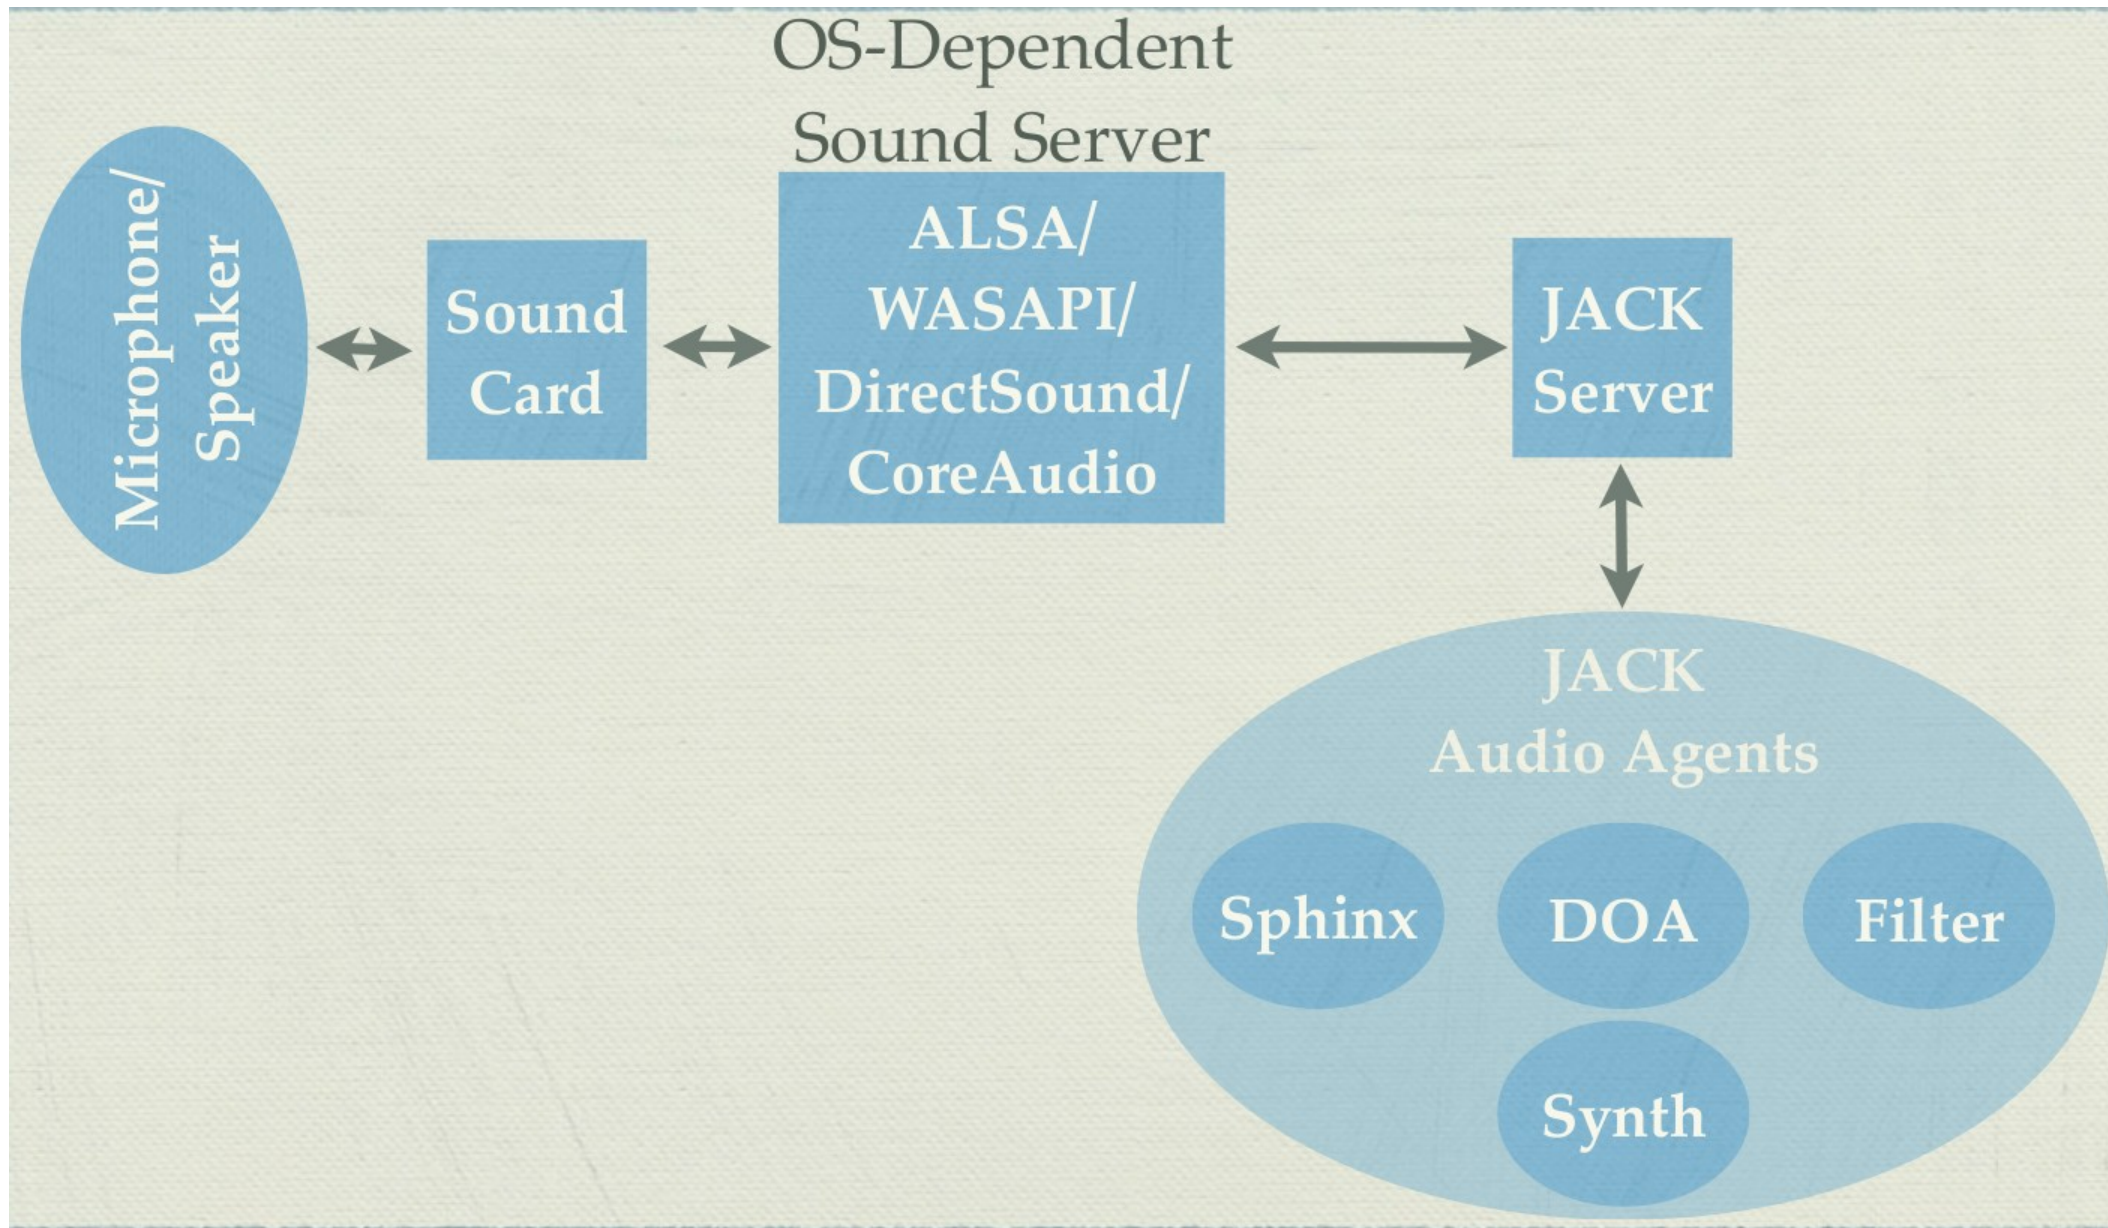 OS-Dependent
Sound Server
Microphone/
Speaker
Sound
Card
ALSA/
WASAPI/
DirectSound/
CoreAudio
JACK
Server
JACK
Audio Agents
Sphinx
DOA
Filter
Synth